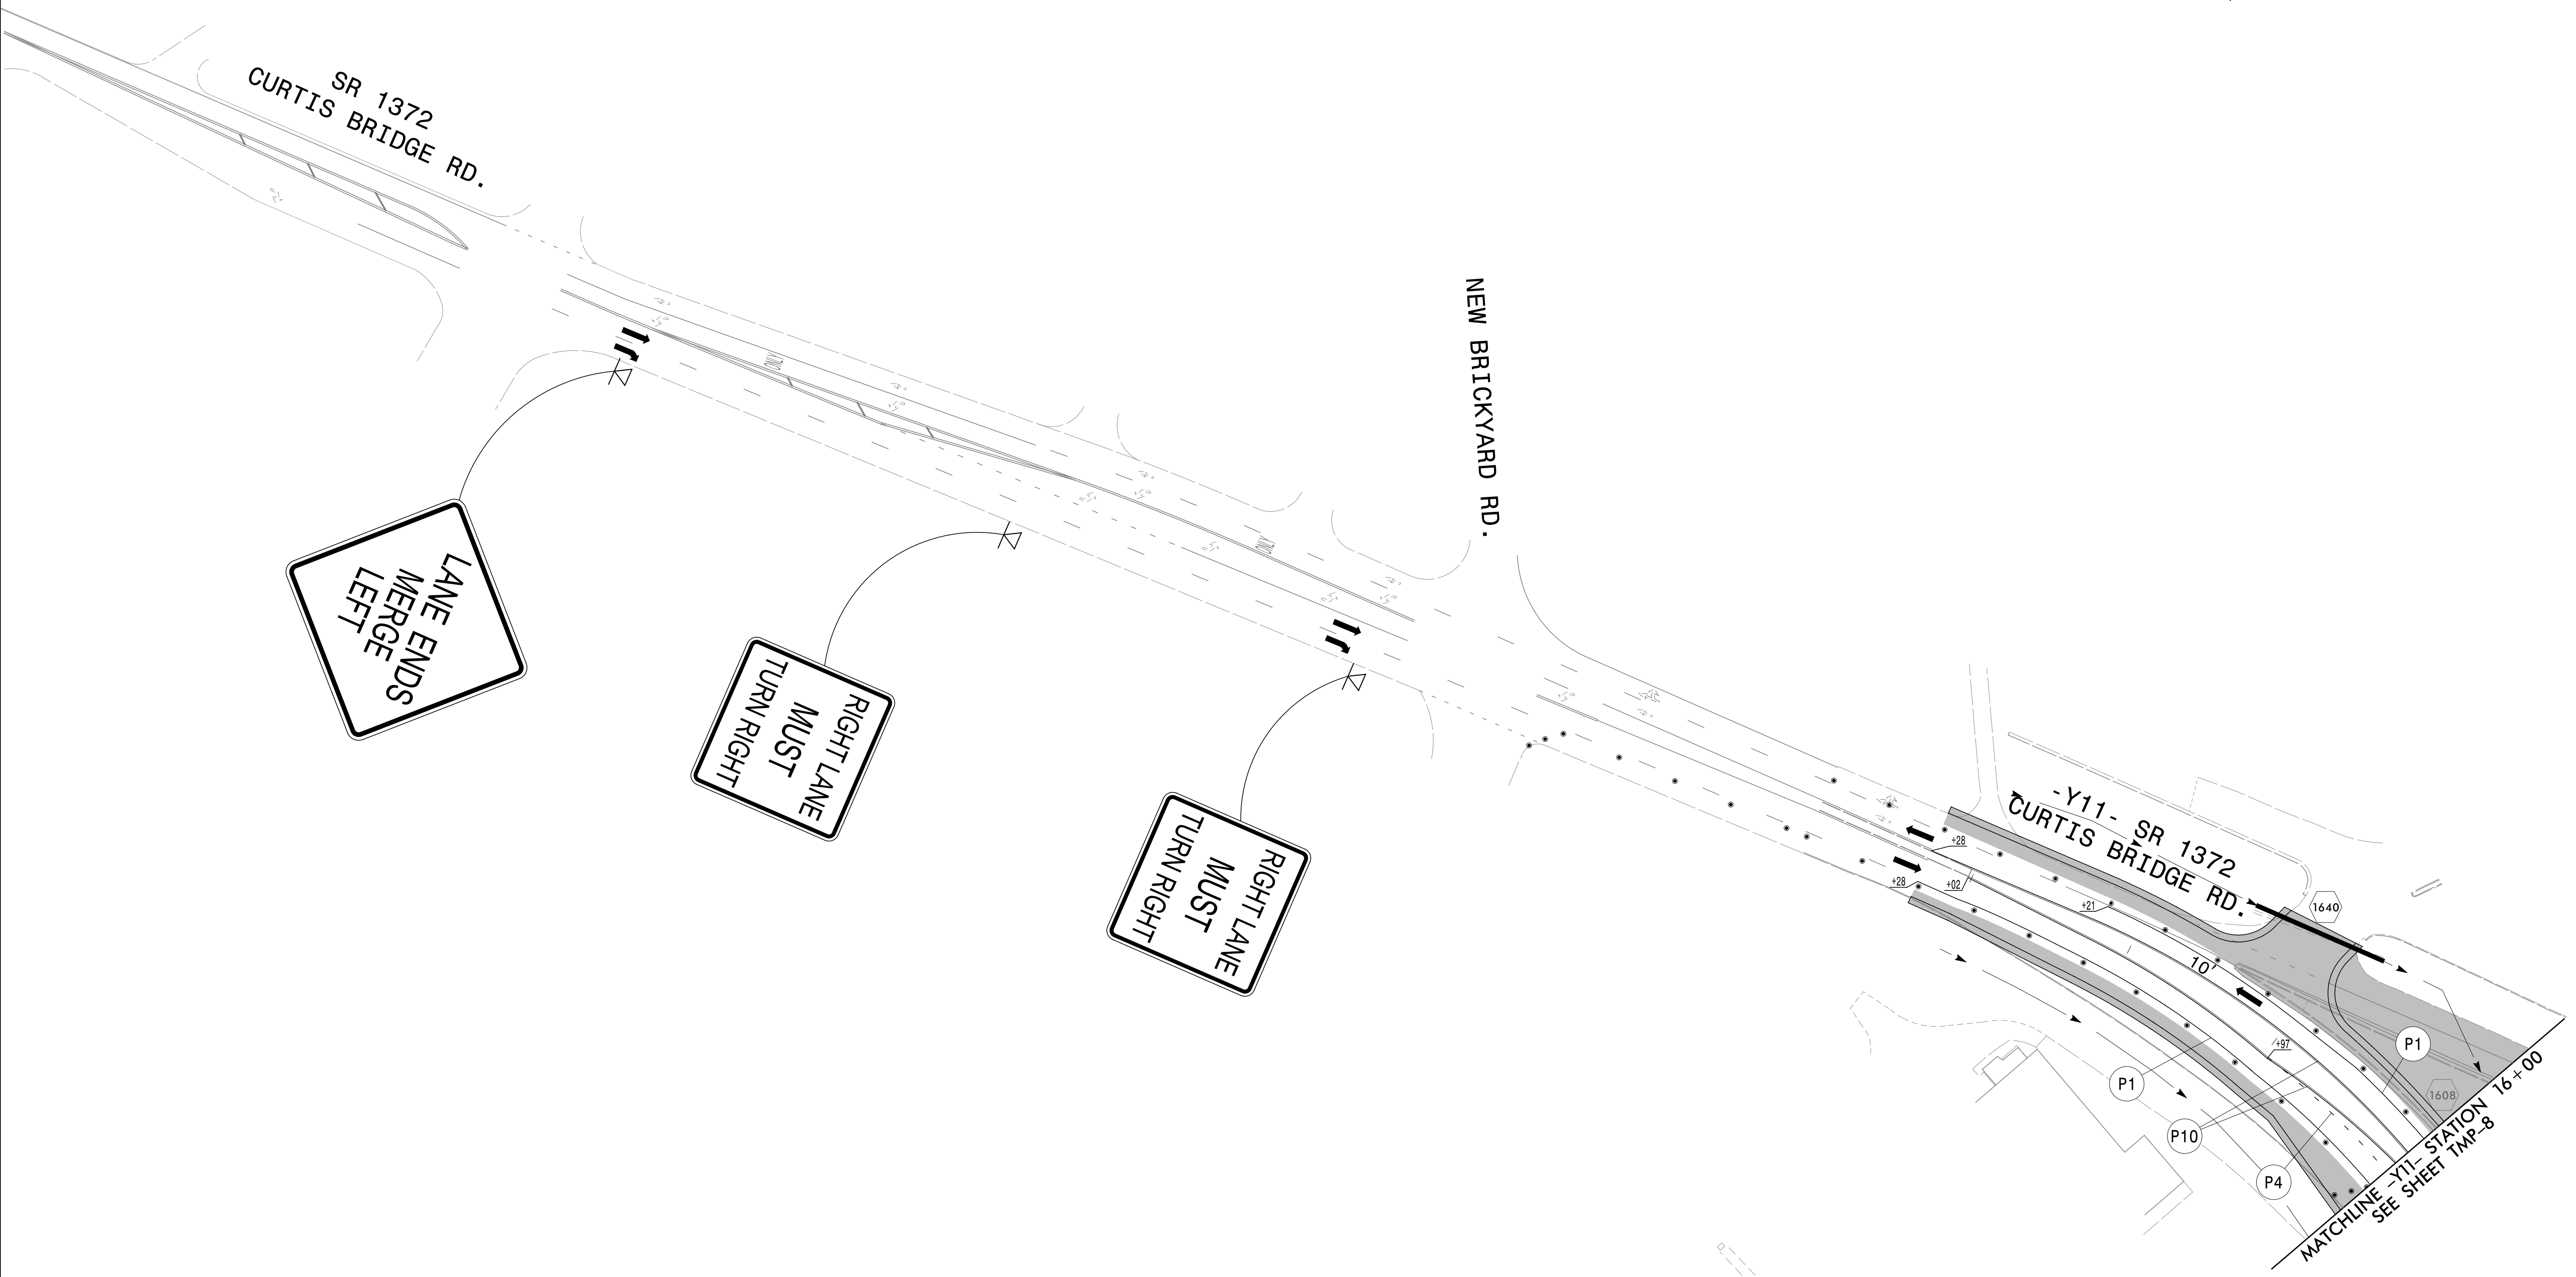 SR 1372
CURTIS BRIDGE RD.
ONLY
NEW BRICKYARD RD.
ONLY
LANE ENDS
MERGE
LEFT
RIGHT LANE
MUST
TURN RIGHT
RIGHT LANE
MUST
TURN RIGHT
-Y11- SR 1372
CURTIS BRIDGE RD.
+28
+28
+02
+21
1640
10'
+97
P1
P1
1608
P10
P4
MATCHLINE -Y11- STATION 16+00
SEE SHEET TMP-8